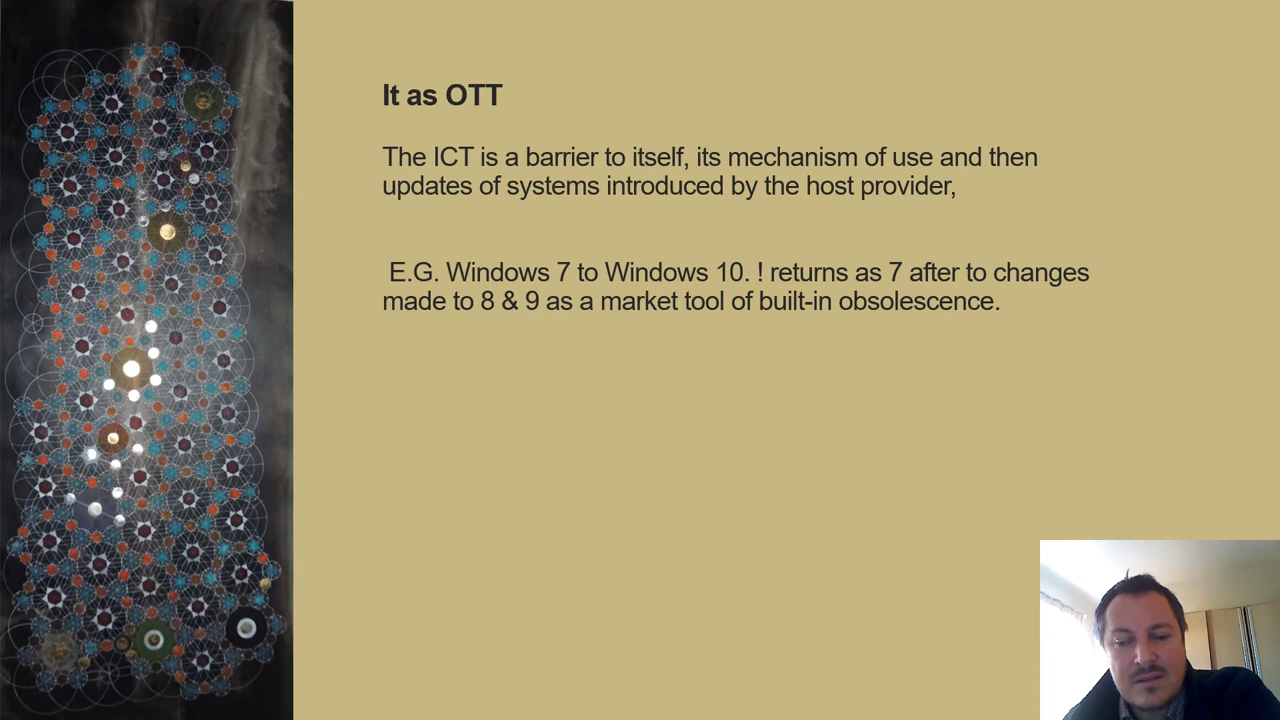 It as OTT
The ICT is a barrier to itself, its mechanism of use and then
updates of systems introduced by the host provider,
E.G. Windows 7 to Windows 10. ! returns as 7 after to changes
made to 8 & 9 as a market tool of built-in obsolescence.